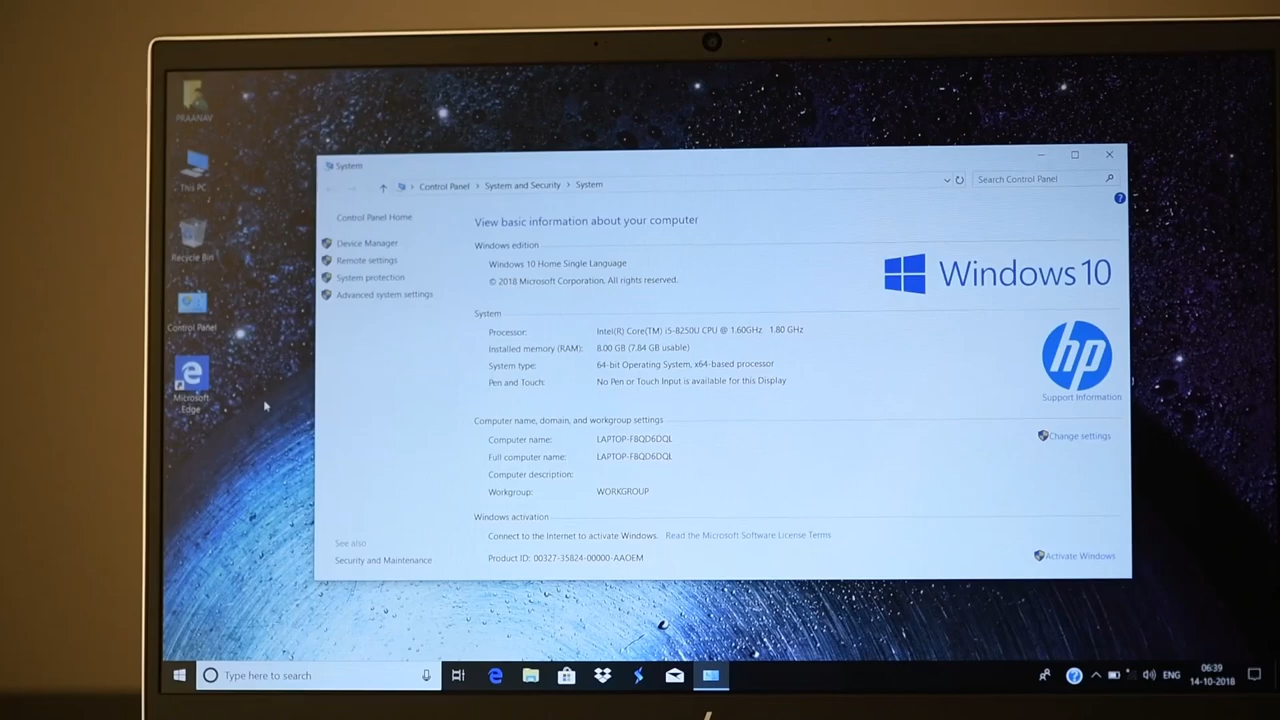 PRAANAV
This PC
Recycle Bin
Control Panel
Microsoft
Edge
System
Control Panel > System and Security > System
Search Control Panel
?
Control Panel Home
Device Manager
Remote settings
System protection
Advanced system settings
See also
Security and Maintenance
View basic information about your computer
Windows edition
Windows 10 Home Single Language
© 2018 Microsoft Corporation. All rights reserved.
Windows 10
System
Processor: Intel(R) Core(TM) i5-8250U CPU @ 1.60GHz 1.80 GHz
Installed memory (RAM): 8.00 GB (7.84 GB usable)
System type: 64-bit Operating System, x64-based processor
Pen and Touch: No Pen or Touch Input is available for this Display
hp
Support Information
Computer name, domain, and workgroup settings
Computer name: LAPTOP-F8QD6DQL
Full computer name: LAPTOP-F8QD6DQL
Computer description:
Workgroup: WORKGROUP
Change settings
Windows activation
Connect to the Internet to activate Windows. Read the Microsoft Software License Terms
Product ID: 00327-35824-00000-AAOEM
Activate Windows
Type here to search
ENG
06:39
14-10-2018